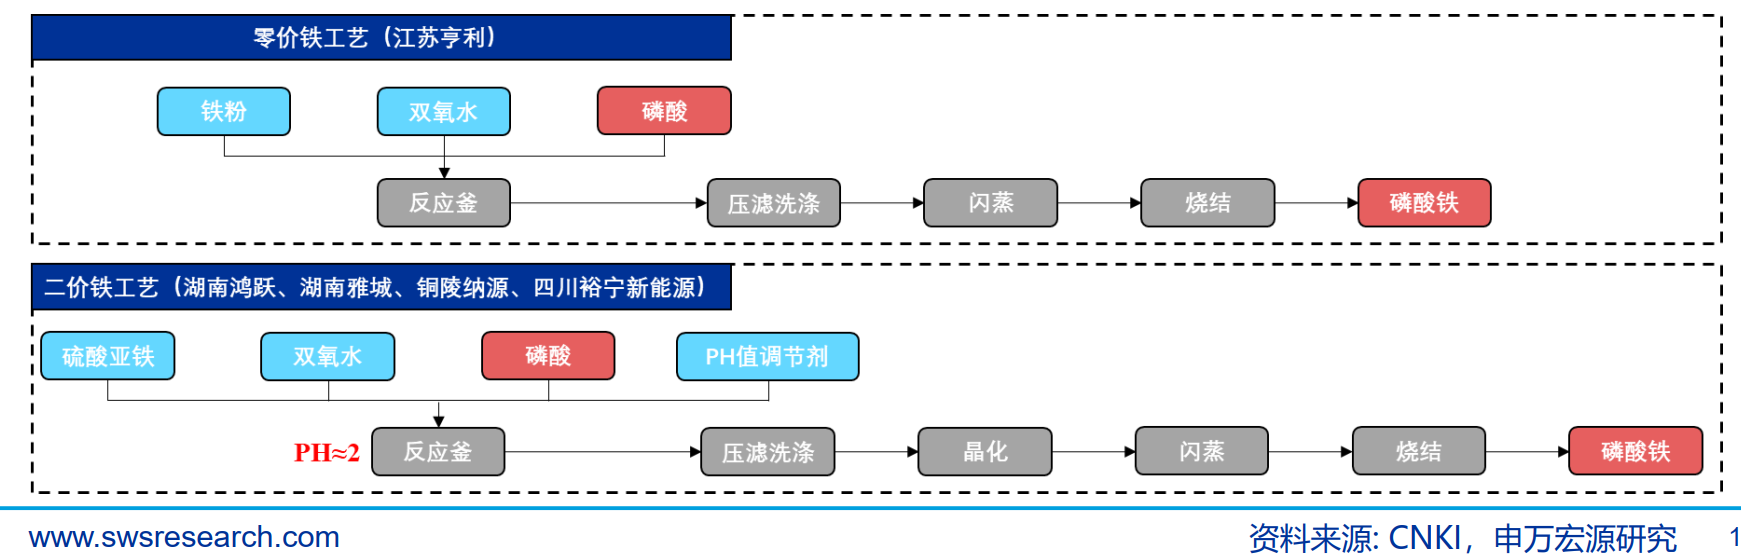 零价铁工艺（江苏亨利）
铁粉 双氧水 磷酸
反应釜 压滤洗涤 闪蒸 烧结 磷酸铁
二价铁工艺（湖南鸿跃、湖南雅城、铜陵纳源、四川裕宁新能源）
硫酸亚铁 双氧水 磷酸 PH值调节剂
PH≈2 反应釜 压滤洗涤 晶化 闪蒸 烧结 磷酸铁
www.swsresearch.com 资料来源: CNKI，申万宏源研究 1